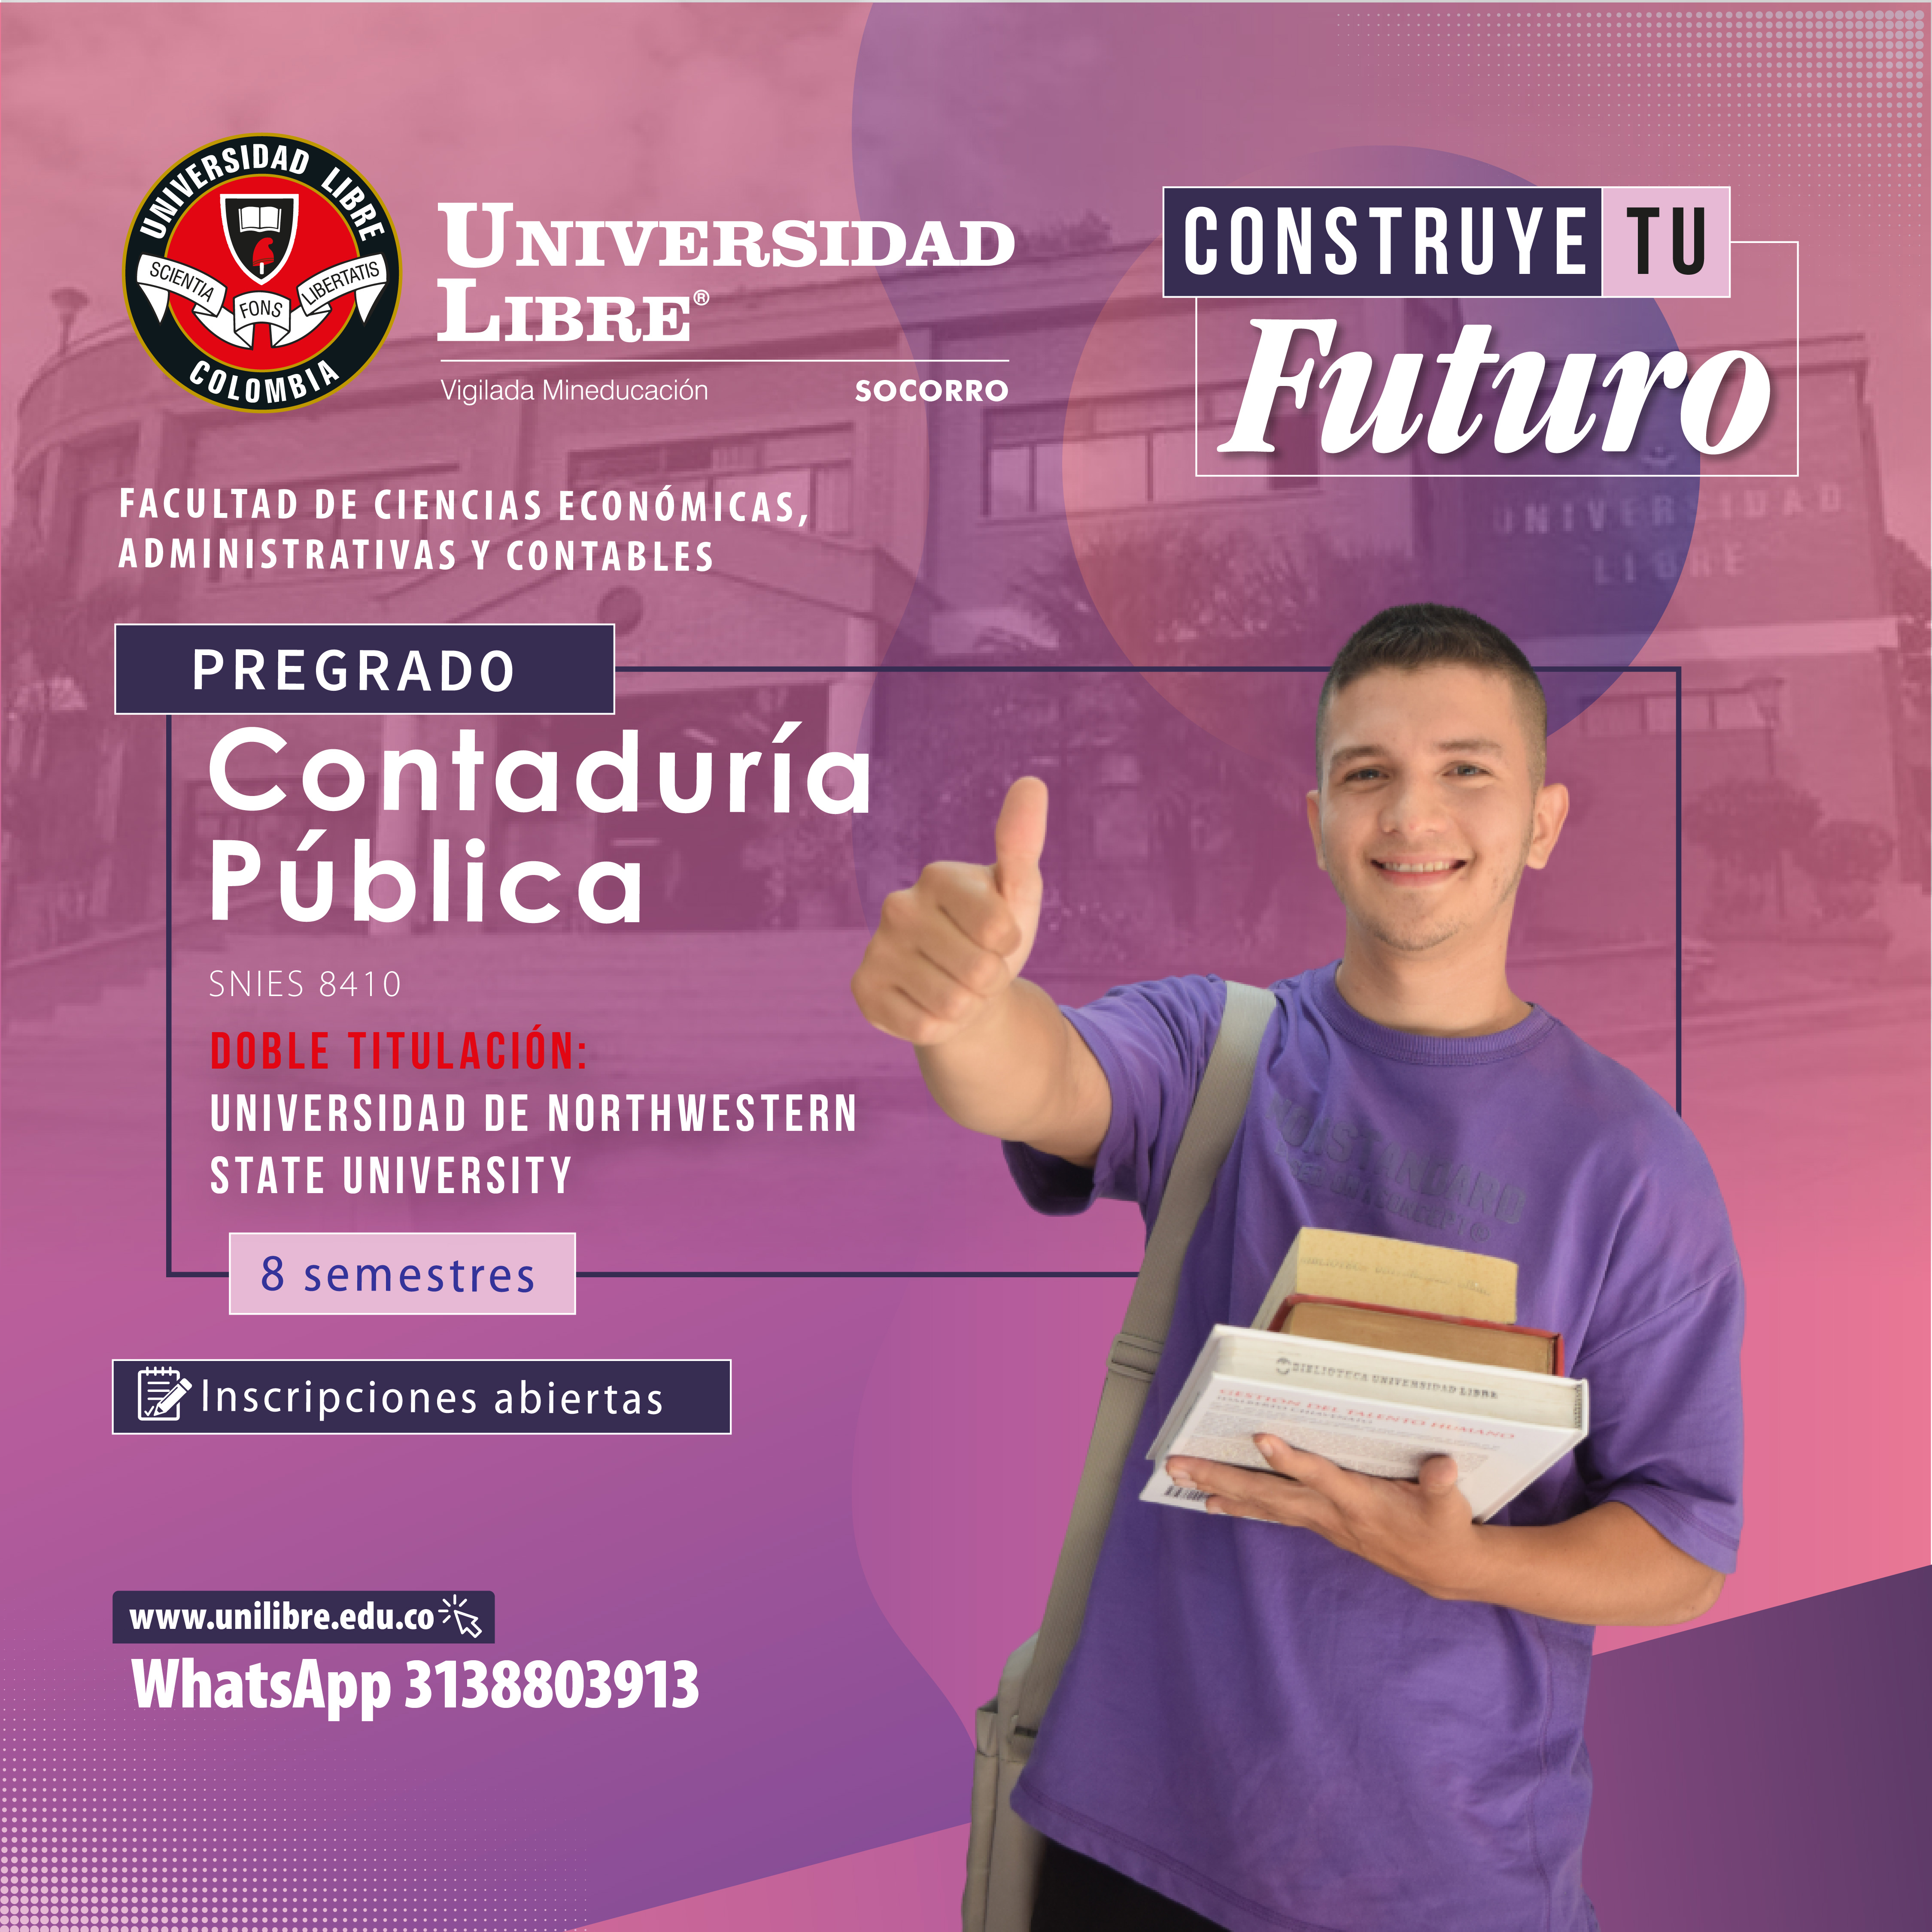 UNIVERSIDAD LIBRE
SCIENTIA FONS LIBERTATIS
COLOMBIA
UNIVERSIDAD
LIBRE®
Vigilada Mineducación SOCORRO
CONSTRUYE TU
Futuro
FACULTAD DE CIENCIAS ECONÓMICAS,
ADMINISTRATIVAS Y CONTABLES
UNIVERSIDAD
LIBRE
PREGRADO
Contaduría
Pública
SNIES 8410
DOBLE TITULACIÓN:
UNIVERSIDAD DE NORTHWESTERN
STATE UNIVERSITY
8 semestres
Inscripciones abiertas
BIBLIOTECA UNIVERSIDAD LIBRE
GESTIÓN DEL TALENTO HUMANO
www.unilibre.edu.co
WhatsApp 3138803913